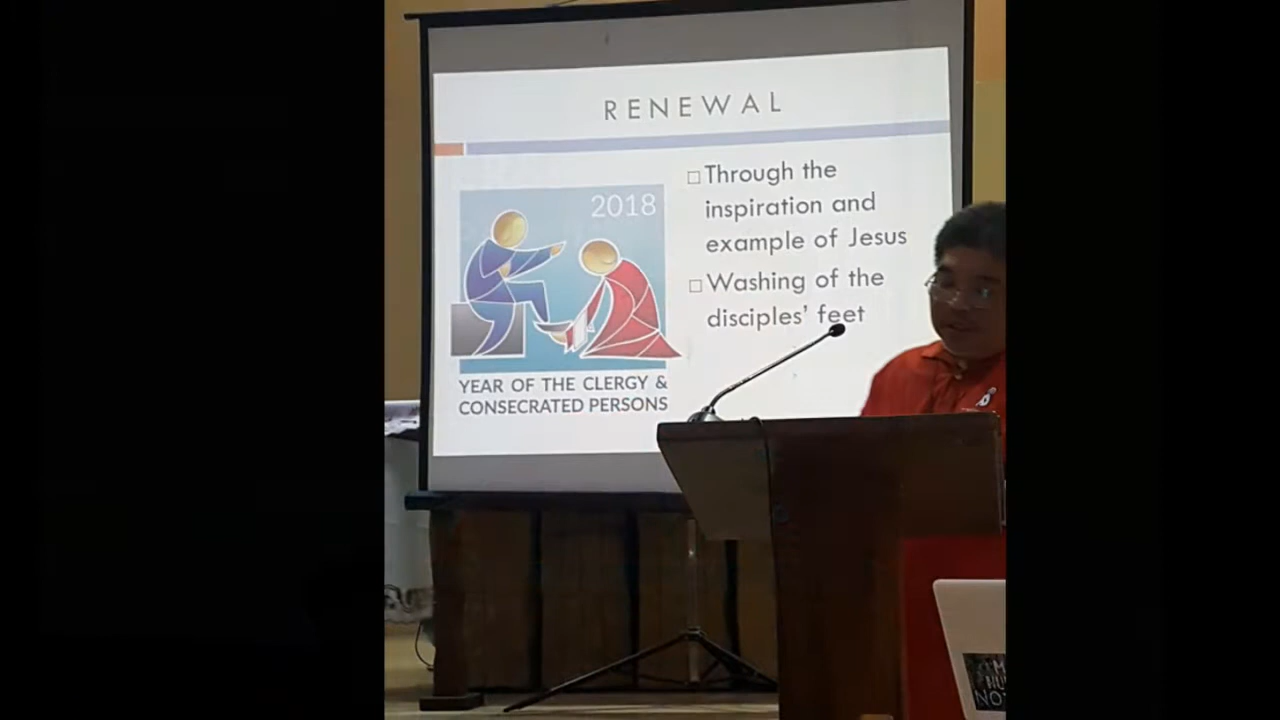 RENEWAL
2018
YEAR OF THE CLERGY &
CONSECRATED PERSONS
□ Through the
inspiration and
example of Jesus
□ Washing of the
disciples' feet